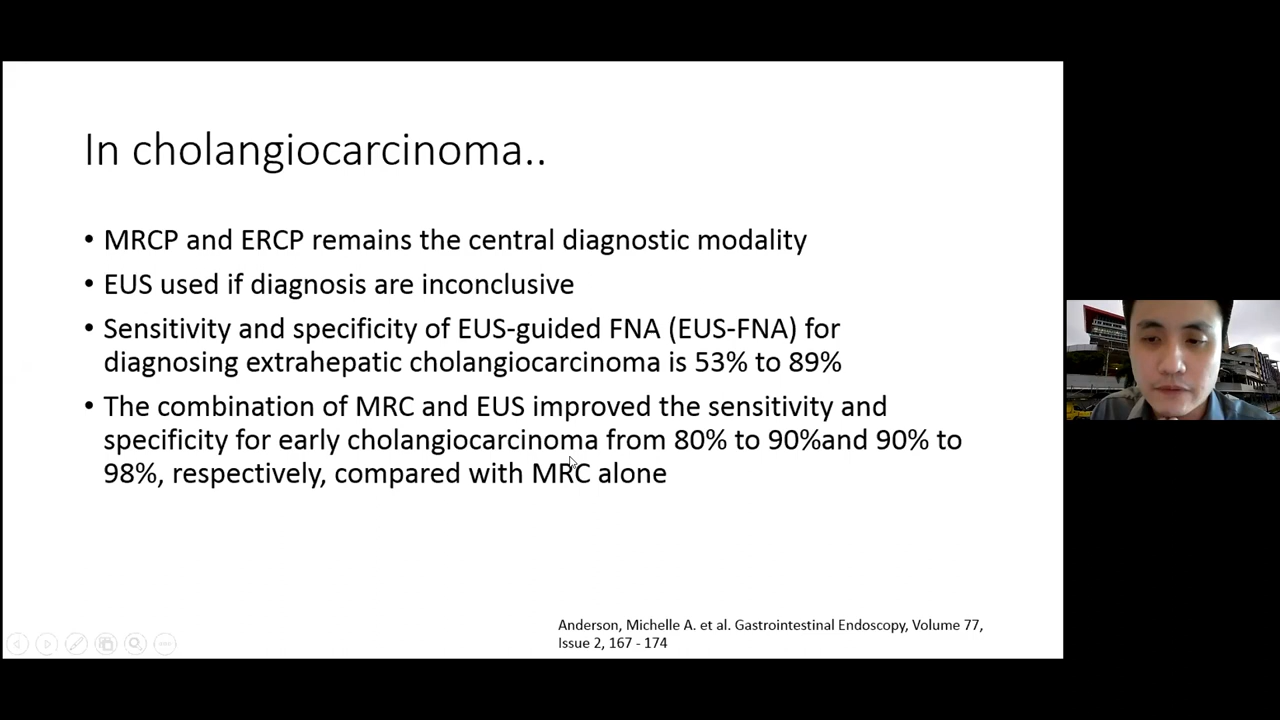 In cholangiocarcinoma..
• MRCP and ERCP remains the central diagnostic modality
• EUS used if diagnosis are inconclusive
• Sensitivity and specificity of EUS-guided FNA (EUS-FNA) for
diagnosing extrahepatic cholangiocarcinoma is 53% to 89%
• The combination of MRC and EUS improved the sensitivity and
specificity for early cholangiocarcinoma from 80% to 90%and 90% to
98%, respectively, compared with MRC alone
Anderson, Michelle A. et al. Gastrointestinal Endoscopy, Volume 77,
Issue 2, 167 - 174